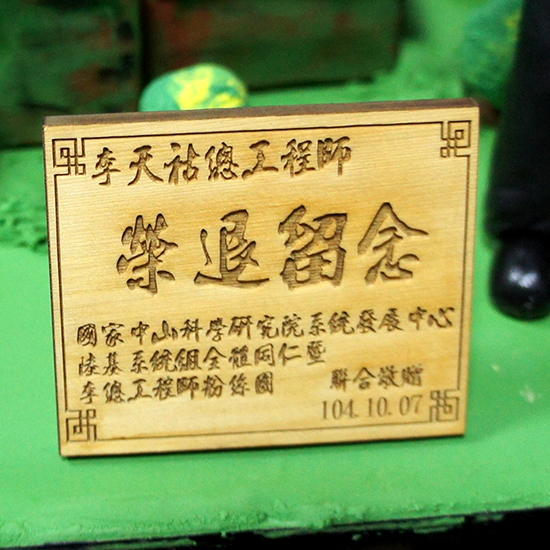 李天祜總工程師
榮退留念
國家中山科學研究院系統發展中心
陸基系統組全體同仁暨
李總工程師粉絲團 聯合敬贈
104.10.07